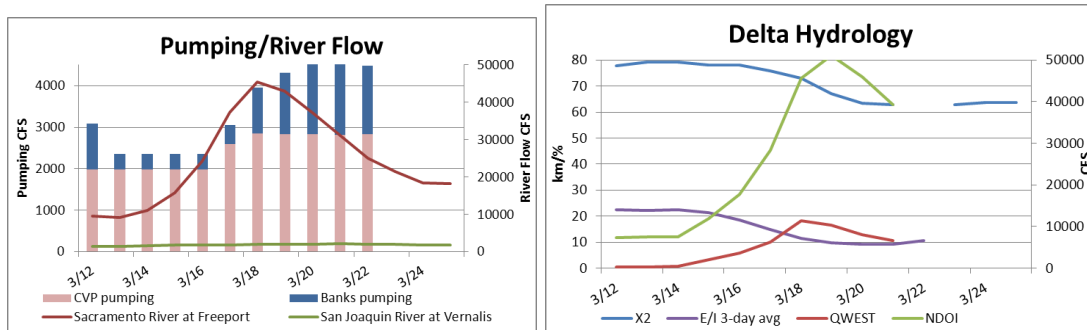 Pumping/River Flow
4000
3000
2000
1000
0
Pumping CFS
50000
40000
30000
20000
10000
0
River Flow CFS
3/12
3/14
3/16
3/18
3/20
3/22
3/24
CVP pumping
Banks pumping
Sacramento River at Freeport
San Joaquin River at Vernalis
Delta Hydrology
80
70
60
50
40
30
20
10
0
km/%
50000
40000
30000
20000
10000
0
CFS
3/12
3/14
3/16
3/18
3/20
3/22
3/24
X2
E/I 3-day avg
QWEST
NDOI